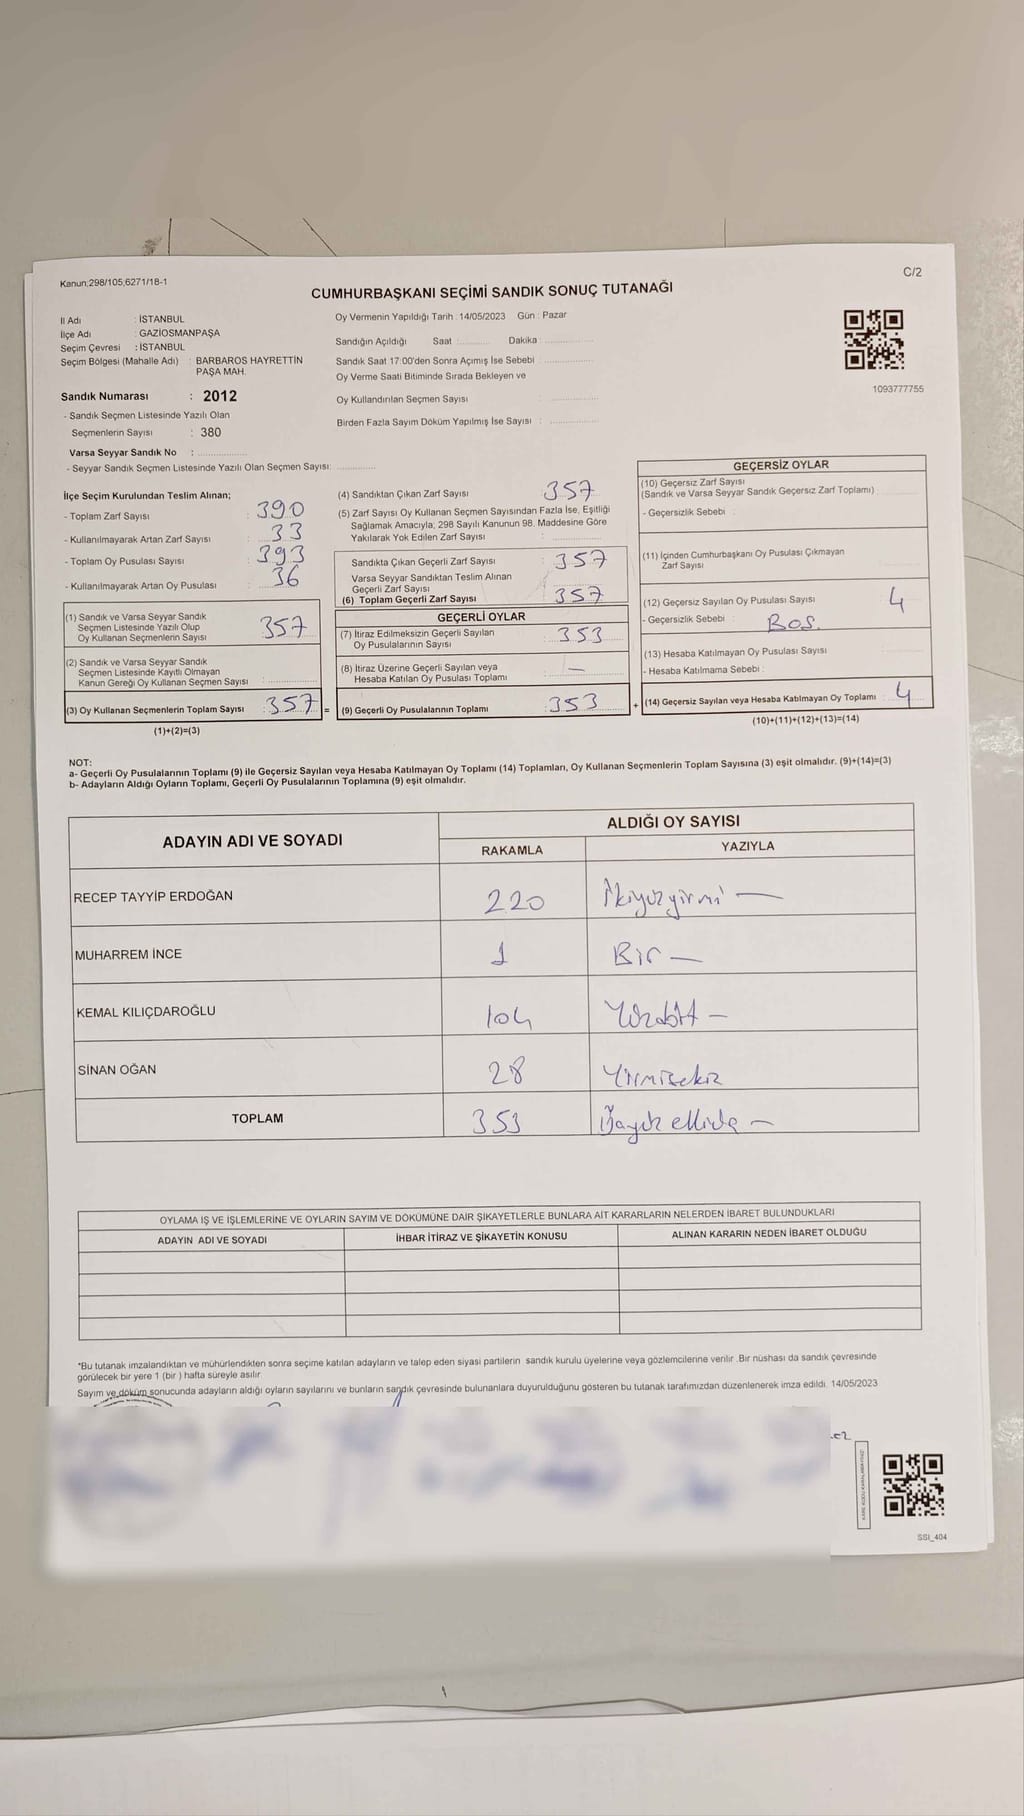 Kanun;298/105,6271/18-1
C/2
CUMHURBAŞKANI SEÇİMİ SANDIK SONUÇ TUTANAĞI
İl Adı : İSTANBUL
İlçe Adı : GAZİOSMANPAŞA
Seçim Çevresi : İSTANBUL
Seçim Bölgesi (Mahalle Adı) : BARBAROS HAYRETTİN
PAŞA MAH.
Sandık Numarası : 2012
- Sandık Seçmen Listesinde Yazılı Olan
Seçmenlerin Sayısı : 380
Varsa Seyyar Sandık No :
- Seyyar Sandık Seçmen Listesinde Yazılı Olan Seçmen Sayısı:
Oy Vermenin Yapıldığı Tarih : 14/05/2023 Gün : Pazar
Sandığın Açıldığı Saat Dakika :
Sandık Saat 17:00'den Sonra Açımış İse Sebebi
Oy Verme Saati Bitiminde Sırada Bekleyen ve
Oy Kullandırılan Seçmen Sayısı :
Birden Fazla Sayım Döküm Yapılmış İse Sayısı :
1093777755
İlçe Seçim Kurulundan Teslim Alınan;
- Toplam Zarf Sayısı : 390
- Kullanılmayarak Artan Zarf Sayısı : 33
- Toplam Oy Pusulası Sayısı : 393
- Kullanılmayarak Artan Oy Pusulası : 36
(1) Sandık ve Varsa Seyyar Sandık
Seçmen Listesinde Yazılı Olup
Oy Kullanan Seçmenlerin Sayısı : 357
(2) Sandık ve Varsa Seyyar Sandık
Seçmen Listesinde Kayıtlı Olmayan
Kanun Gereği Oy Kullanan Seçmen Sayısı :
(3) Oy Kullanan Seçmenlerin Toplam Sayısı : 357 =
(1)+(2)=(3)
(4) Sandıktan Çıkan Zarf Sayısı : 357
(5) Zarf Sayısı Oy Kullanan Seçmen Sayısından Fazla İse, Eşitliği
Sağlamak Amacıyla; 298 Sayılı Kanunun 98. Maddesine Göre
Yakılarak Yok Edilen Zarf Sayısı :
Sandıkta Çıkan Geçerli Zarf Sayısı : 357
Varsa Seyyar Sandıktan Teslim Alınan
Geçerli Zarf Sayısı :
(6) Toplam Geçerli Zarf Sayısı : 357
GEÇERLİ OYLAR
(7) İtiraz Edilmeksizin Geçerli Sayılan
Oy Pusulalarının Sayısı : 353
(8) İtiraz Üzerine Geçerli Sayılan veya
Hesaba Katılan Oy Pusulası Toplamı : —
(9) Geçerli Oy Pusulalarının Toplamı : 353 +
GEÇERSİZ OYLAR
(10) Geçersiz Zarf Sayısı
(Sandık ve Varsa Seyyar Sandık Geçersiz Zarf Toplamı)
- Geçersizlik Sebebi :
(11) İçinden Cumhurbaşkanı Oy Pusulası Çıkmayan
Zarf Sayısı :
(12) Geçersiz Sayılan Oy Pusulası Sayısı : 4
- Geçersizlik Sebebi : Boş.
(13) Hesaba Katılmayan Oy Pusulası Sayısı :
- Hesaba Katılmama Sebebi :
(14) Geçersiz Sayılan veya Hesaba Katılmayan Oy Toplamı : 4
(10)+(11)+(12)+(13)=(14)
NOT:
a- Geçerli Oy Pusulalarının Toplamı (9) ile Geçersiz Sayılan veya Hesaba Katılmayan Oy Toplamı (14) Toplamları, Oy Kullanan Seçmenlerin Toplam Sayısına (3) eşit olmalıdır. (9)+(14)=(3)
b- Adayların Aldığı Oyların Toplamı, Geçerli Oy Pusulalarının Toplamına (9) eşit olmalıdır.
ADAYIN ADI VE SOYADI
ALDIĞI OY SAYISI
RAKAMLA YAZIYLA
RECEP TAYYİP ERDOĞAN 220 İkiyüzyirmi —
MUHARREM İNCE 1 Bir —
KEMAL KILIÇDAROĞLU 104 Yüzdört —
SİNAN OĞAN 28 Yirmisekiz
TOPLAM 353 Üçyüz elliüç —
OYLAMA İŞ VE İŞLEMLERİNE VE OYLARIN SAYIM VE DÖKÜMÜNE DAİR ŞİKAYETLERLE BUNLARA AİT KARARLARIN NELERDEN İBARET BULUNDUKLARI
ADAYIN ADI VE SOYADI İHBAR İTİRAZ VE ŞİKAYETİN KONUSU ALINAN KARARIN NEDEN İBARET OLDUĞU
*Bu tutanak imzalandıktan ve mühürlendikten sonra seçime katılan adayların ve talep eden siyasi partilerin sandık kurulu üyelerine veya gözlemcilerine verilir .Bir nüshası da sandık çevresinde
görülecek bir yere 1 (bir ) hafta süreyle asılır
Sayım ve döküm sonucunda adayların aldığı oyların sayılarını ve bunların sandık çevresinde bulunanlara duyurulduğunu gösteren bu tutanak tarafımızdan düzenlenerek imza edildi. 14/05/2023
SSI_404